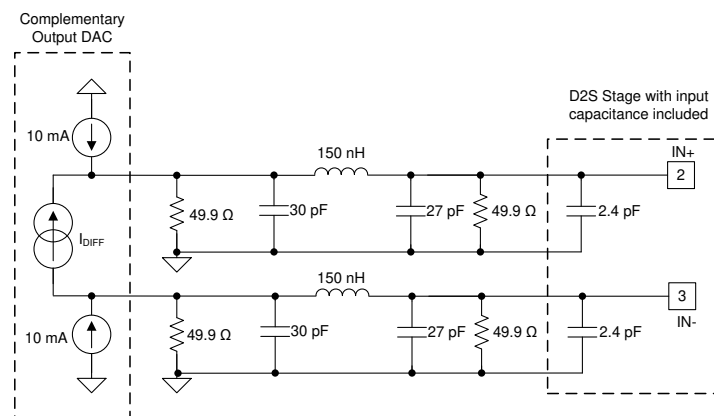 Complementary
Output DAC
D2S Stage with input
capacitance included
10 mA
150 nH
IN+
2
49.9 Ω
30 pF
27 pF
49.9 Ω
2.4 pF
IDIFF
150 nH
3
IN-
10 mA
49.9 Ω
30 pF
27 pF
49.9 Ω
2.4 pF